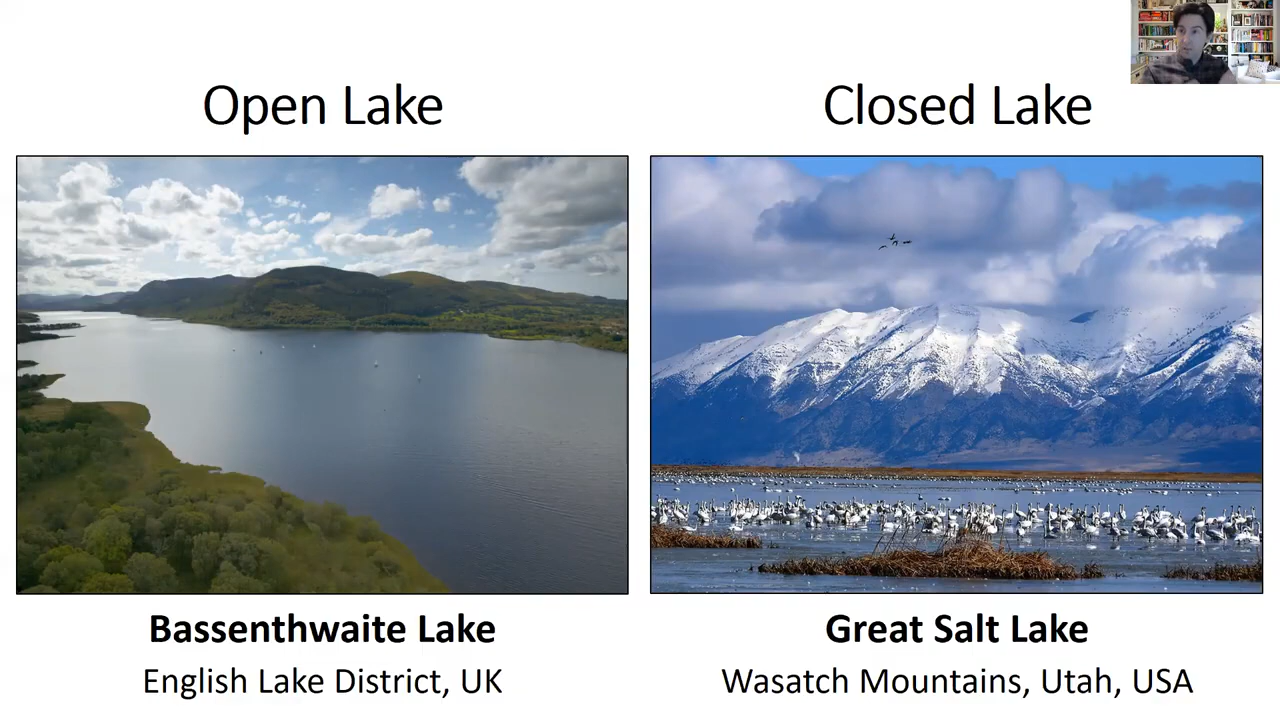 Open Lake
Closed Lake
Bassenthwaite Lake
English Lake District, UK
Great Salt Lake
Wasatch Mountains, Utah, USA